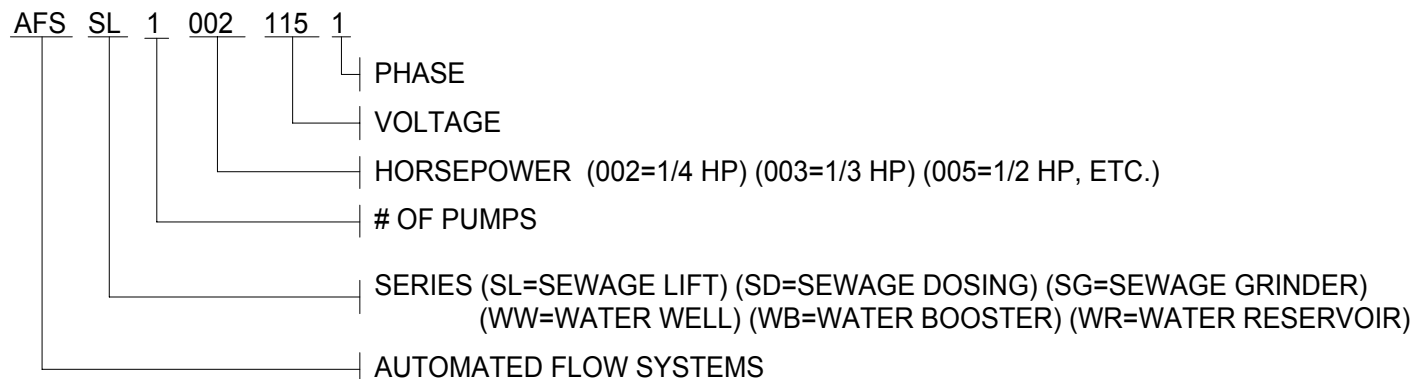 AFS SL 1 002 115 1
PHASE
VOLTAGE
HORSEPOWER (002=1/4 HP) (003=1/3 HP) (005=1/2 HP, ETC.)
# OF PUMPS
SERIES (SL=SEWAGE LIFT) (SD=SEWAGE DOSING) (SG=SEWAGE GRINDER)
(WW=WATER WELL) (WB=WATER BOOSTER) (WR=WATER RESERVOIR)
AUTOMATED FLOW SYSTEMS